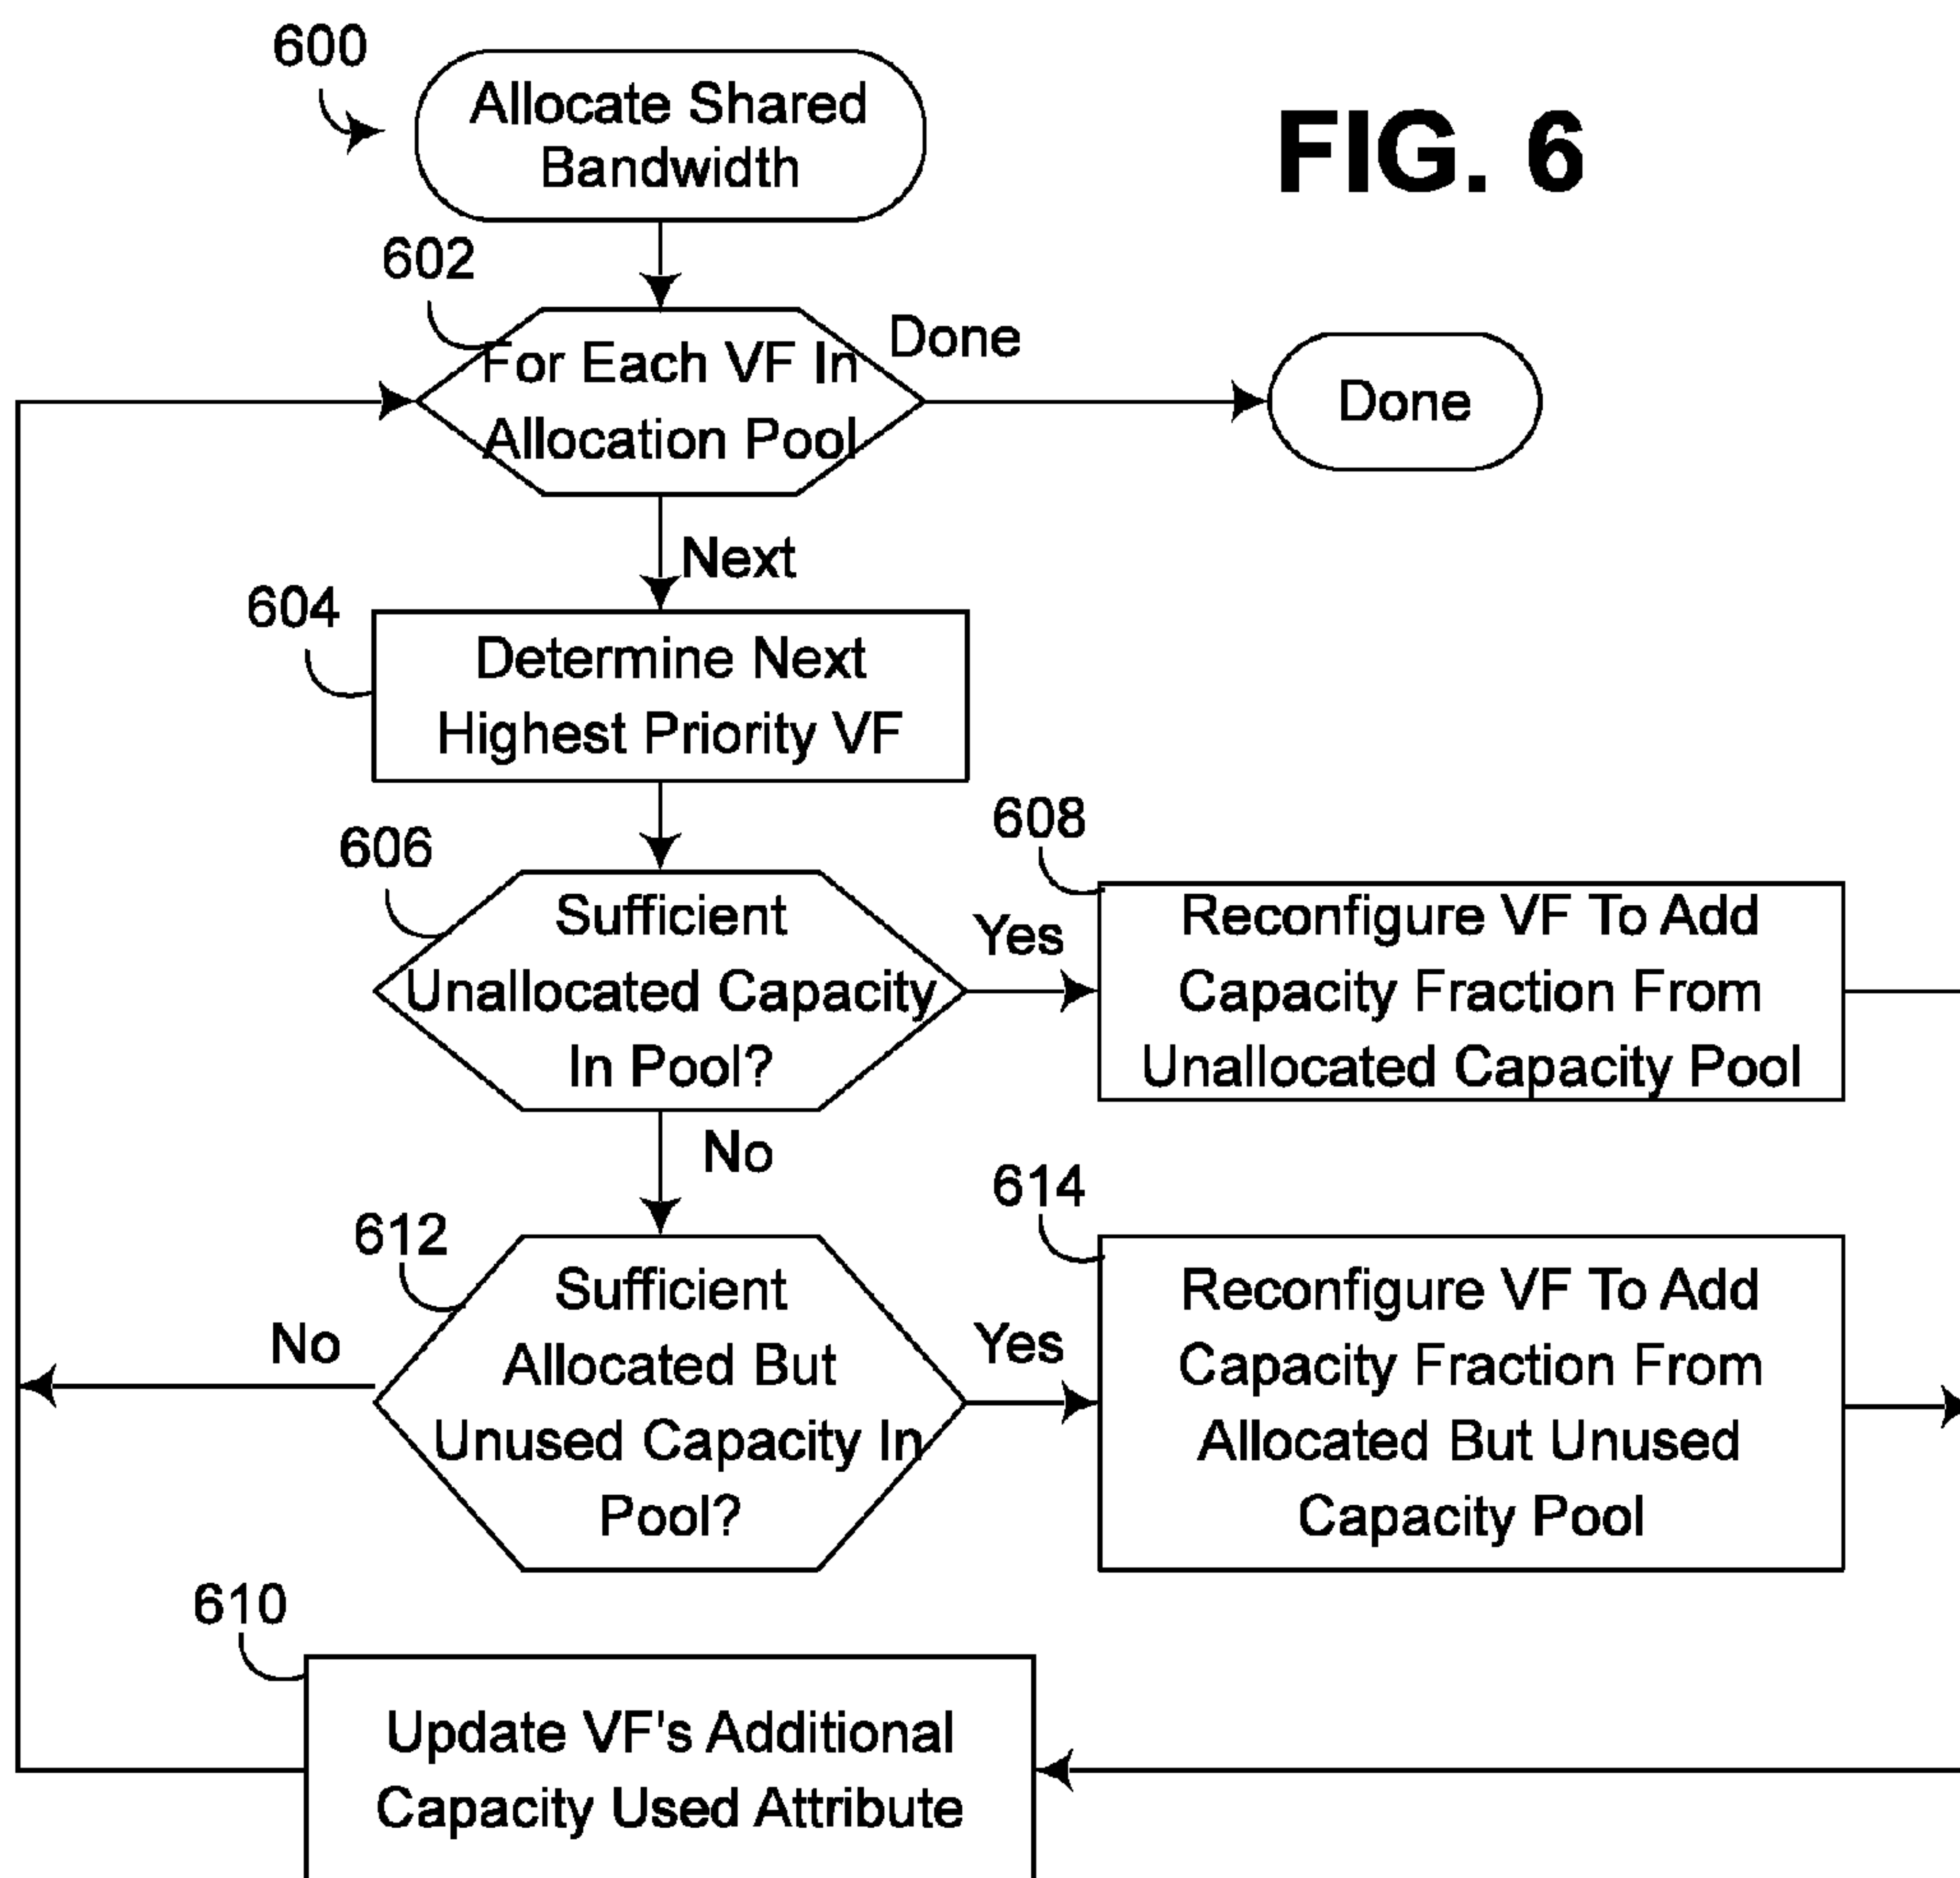 600
Allocate Shared
Bandwidth
FIG. 6
602
For Each VF In
Allocation Pool
Done
Done
Next
604
Determine Next
Highest Priority VF
606
Sufficient
Unallocated Capacity
In Pool?
Yes
608
Reconfigure VF To Add
Capacity Fraction From
Unallocated Capacity Pool
No
612
Sufficient
Allocated But
Unused Capacity In
Pool?
No
Yes
614
Reconfigure VF To Add
Capacity Fraction From
Allocated But Unused
Capacity Pool
610
Update VF's Additional
Capacity Used Attribute